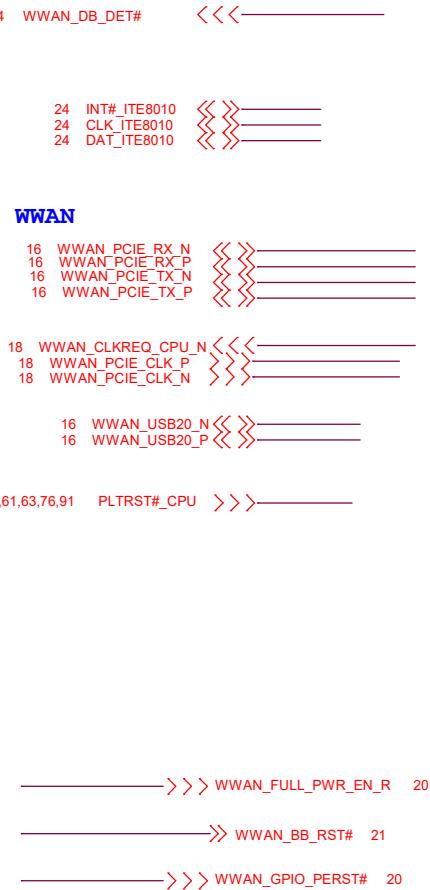 4 WWAN_DB_DET#
24 INT#_ITE8010
24 CLK_ITE8010
24 DAT_ITE8010
WWAN
16 WWAN_PCIE_RX_N
16 WWAN_PCIE_RX_P
16 WWAN_PCIE_TX_N
16 WWAN_PCIE_TX_P
18 WWAN_CLKREQ_CPU_N
18 WWAN_PCIE_CLK_P
18 WWAN_PCIE_CLK_N
16 WWAN_USB20_N
16 WWAN_USB20_P
,61,63,76,91 PLTRST#_CPU
WWAN_FULL_PWR_EN_R 20
WWAN_BB_RST# 21
WWAN_GPIO_PERST# 20